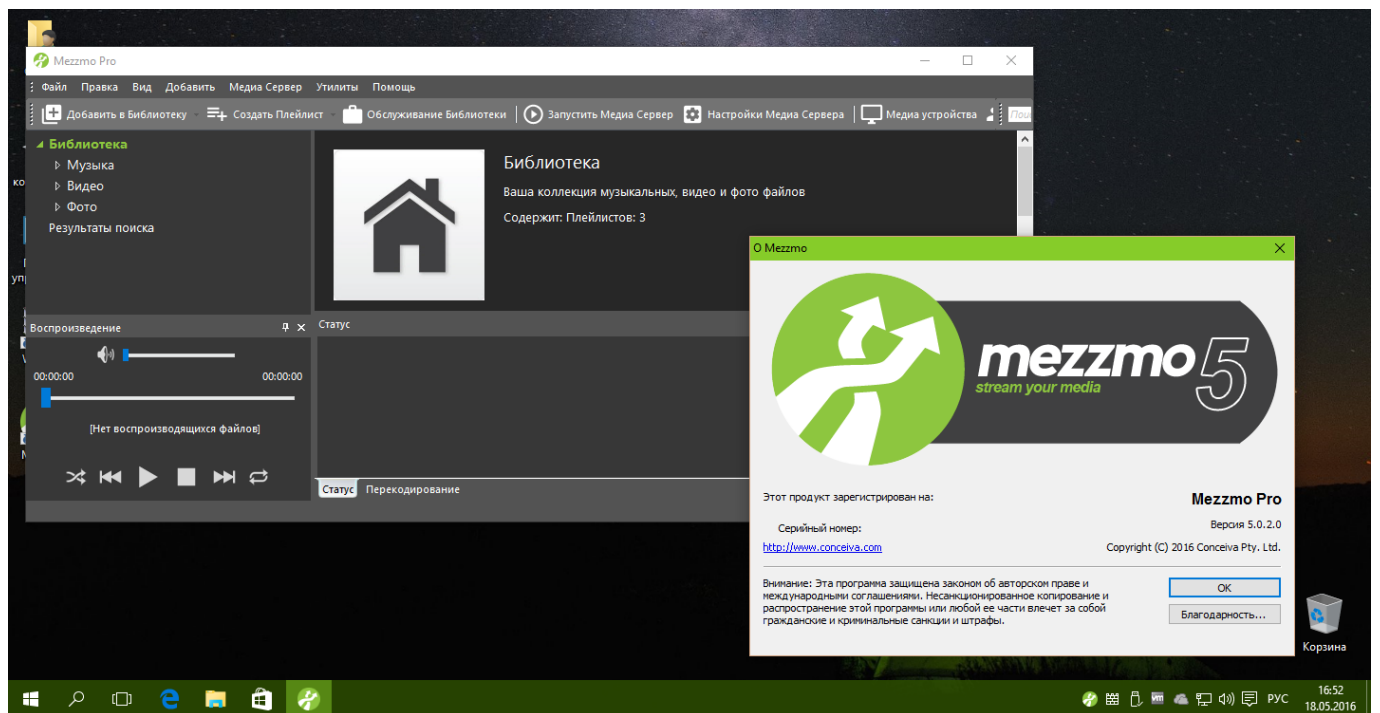 Mezzmo Pro
Файл Правка Вид Добавить Медиа Сервер Утилиты Помощь
Добавить в Библиотеку Создать Плейлист Обслуживание Библиотеки Запустить Медиа Сервер Настройки Медиа Сервера Медиа устройства
Библиотека
Музыка
Видео
Фото
Результаты поиска
Библиотека
Ваша коллекция музыкальных, видео и фото файлов
Содержит: Плейлистов: 3
Воспроизведение
00:00:00 00:00:00
[Нет воспроизводящихся файлов]
Статус
Статус Перекодирование
О Mezzmo
mezzmo 5
stream your media
Этот продукт зарегистрирован на:
Mezzmo Pro
Серийный номер:
Версия 5.0.2.0
http://www.conceiva.com
Copyright (C) 2016 Conceiva Pty. Ltd.
Внимание: Эта программа защищена законом об авторском праве и
международными соглашениями. Несанкционированное копирование и
распространение этой программы или любой ее части влечет за собой
гражданские и криминальные санкции и штрафы.
OK
Благодарность...
Корзина
РУС
16:52
18.05.2016